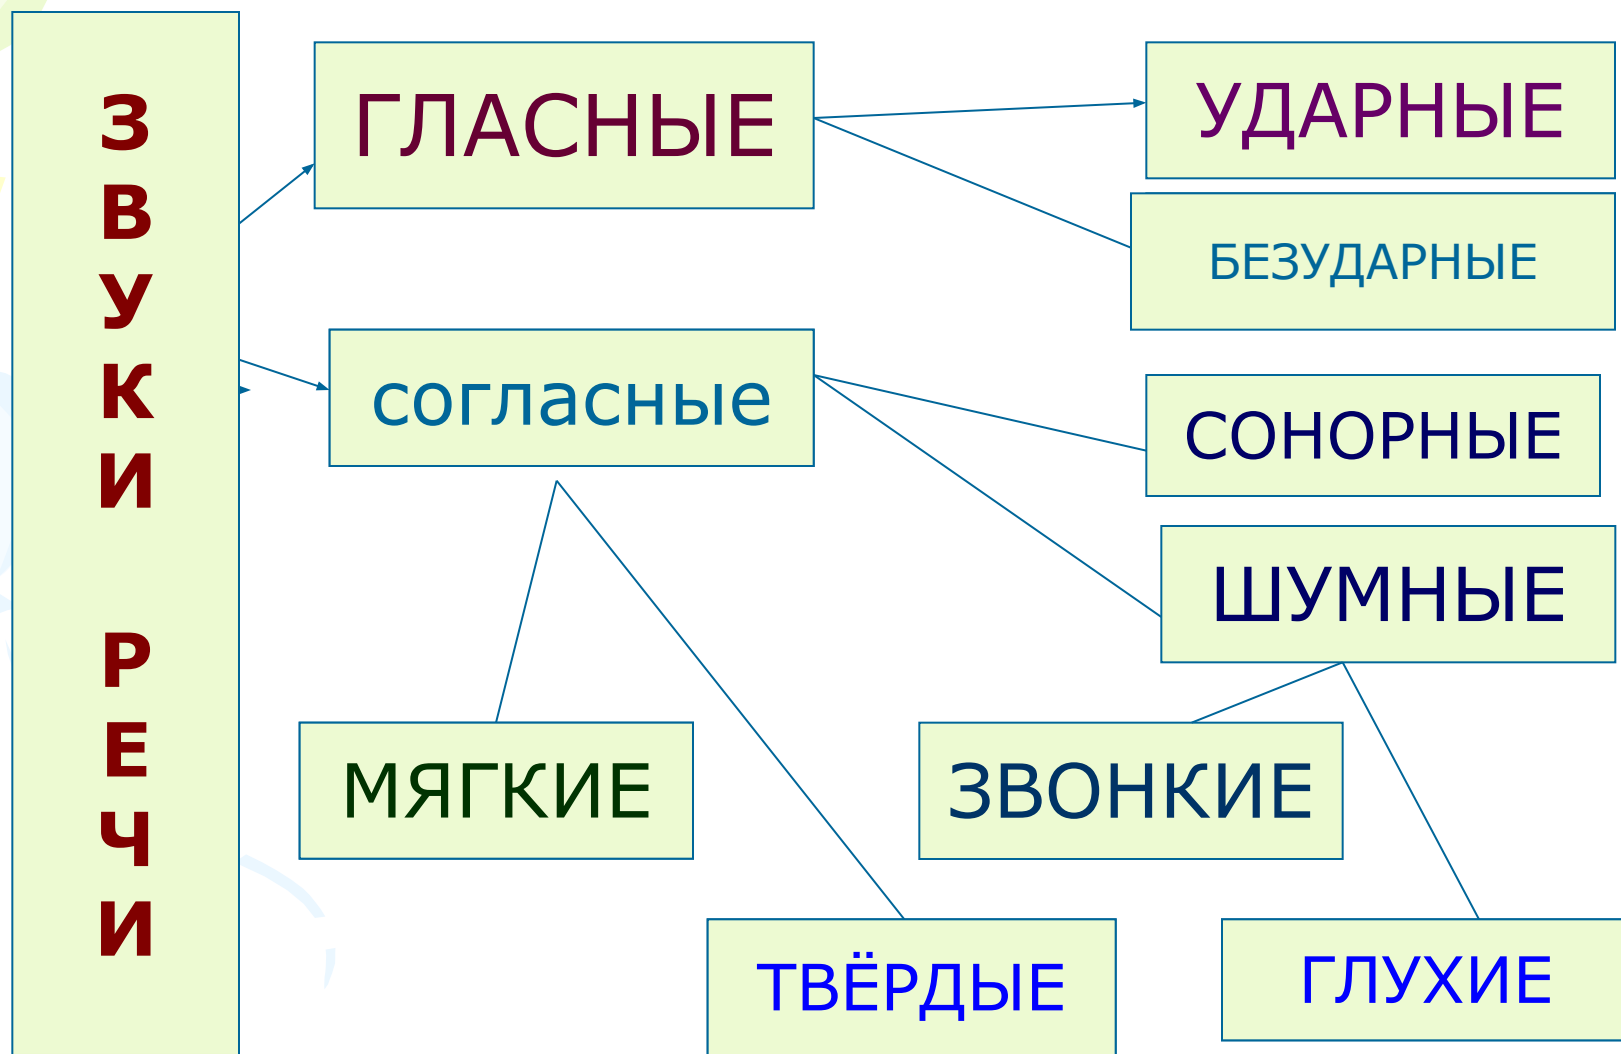 ЗВУКИ РЕЧИ
ГЛАСНЫЕ
УДАРНЫЕ
БЕЗУДАРНЫЕ
согласные
СОНОРНЫЕ
ШУМНЫЕ
МЯГКИЕ
ЗВОНКИЕ
ТВЁРДЫЕ
ГЛУХИЕ